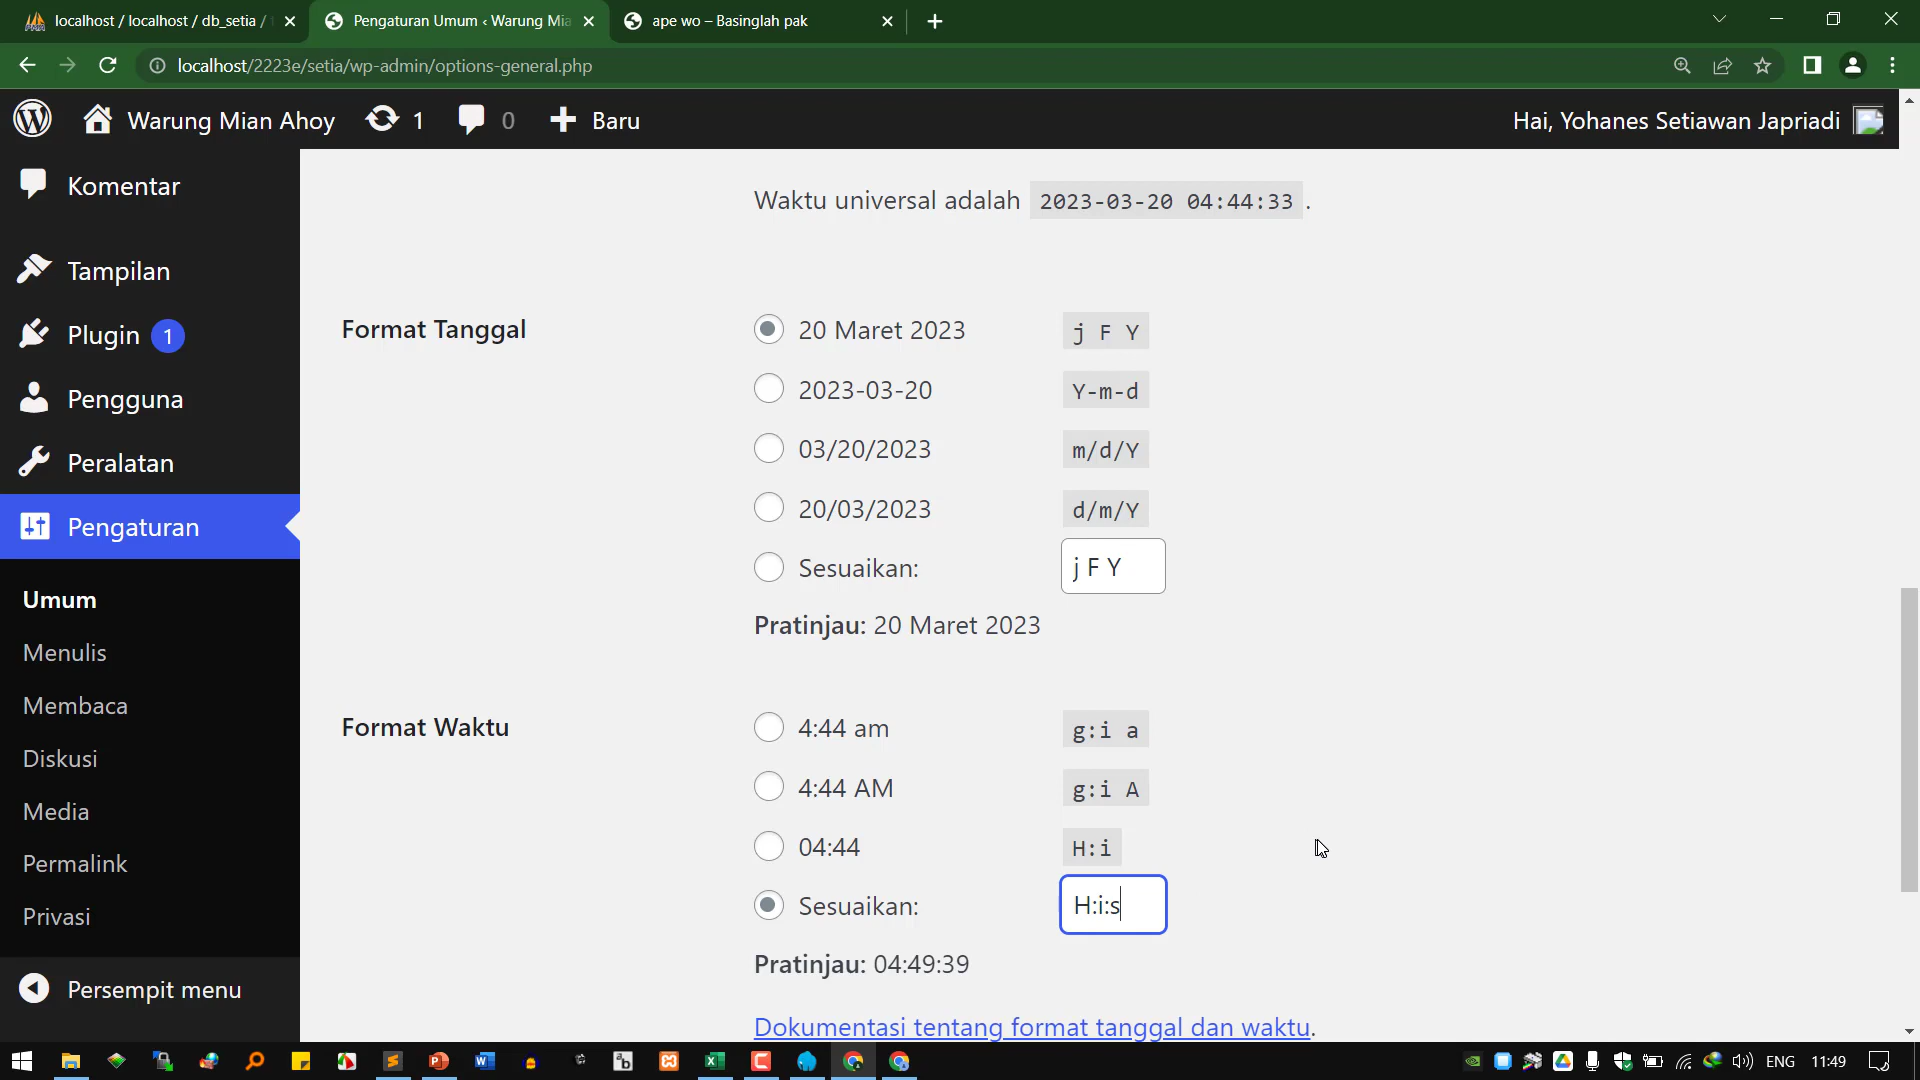 localhost / localhost / db_setia /
Pengaturan Umum ‹ Warung Mia
ape wo – Basinglah pak
localhost/2223e/setia/wp-admin/options-general.php
Warung Mian Ahoy
1
0
Baru
Hai, Yohanes Setiawan Japriadi
Komentar
Tampilan
Plugin 1
Pengguna
Peralatan
Pengaturan
Umum
Menulis
Membaca
Diskusi
Media
Permalink
Privasi
Persempit menu
Waktu universal adalah 2023-03-20 04:44:33 .
Format Tanggal
20 Maret 2023 j F Y
2023-03-20 Y-m-d
03/20/2023 m/d/Y
20/03/2023 d/m/Y
Sesuaikan: j F Y
Pratinjau: 20 Maret 2023
Format Waktu
4:44 am g:i a
4:44 AM g:i A
04:44 H:i
Sesuaikan: H:i:s
Pratinjau: 04:49:39
Dokumentasi tentang format tanggal dan waktu.
ENG
11:49